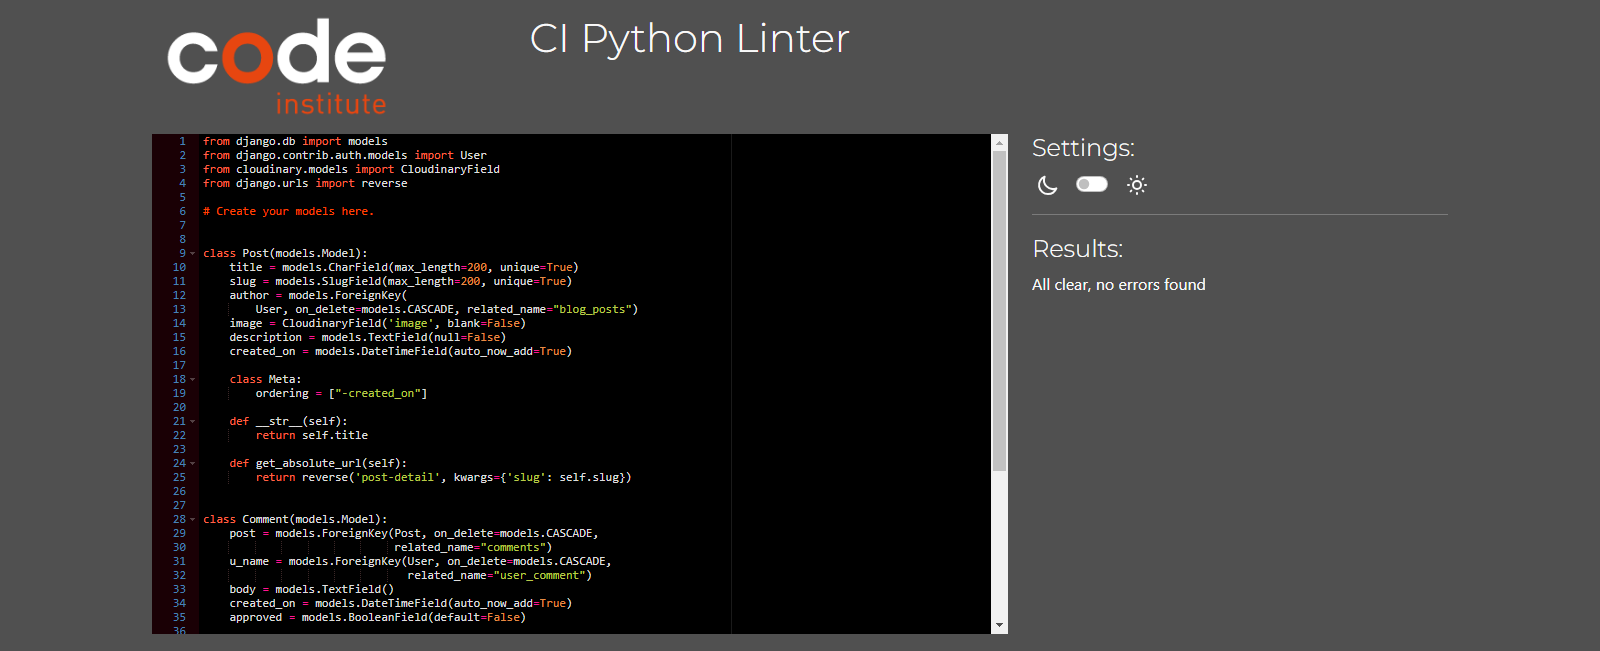 code
institute
CI Python Linter
1 from django.db import models
2 from django.contrib.auth.models import User
3 from cloudinary.models import CloudinaryField
4 from django.urls import reverse
5
6 # Create your models here.
7
8
9 class Post(models.Model):
10     title = models.CharField(max_length=200, unique=True)
11     slug = models.SlugField(max_length=200, unique=True)
12     author = models.ForeignKey(
13         User, on_delete=models.CASCADE, related_name="blog_posts")
14     image = CloudinaryField('image', blank=False)
15     description = models.TextField(null=False)
16     created_on = models.DateTimeField(auto_now_add=True)
17
18     class Meta:
19         ordering = ["-created_on"]
20
21     def __str__(self):
22         return self.title
23
24     def get_absolute_url(self):
25         return reverse('post-detail', kwargs={'slug': self.slug})
26
27
28 class Comment(models.Model):
29     post = models.ForeignKey(Post, on_delete=models.CASCADE,
30                              related_name="comments")
31     u_name = models.ForeignKey(User, on_delete=models.CASCADE,
32                                related_name="user_comment")
33     body = models.TextField()
34     created_on = models.DateTimeField(auto_now_add=True)
35     approved = models.BooleanField(default=False)
36
Settings:
Results:
All clear, no errors found